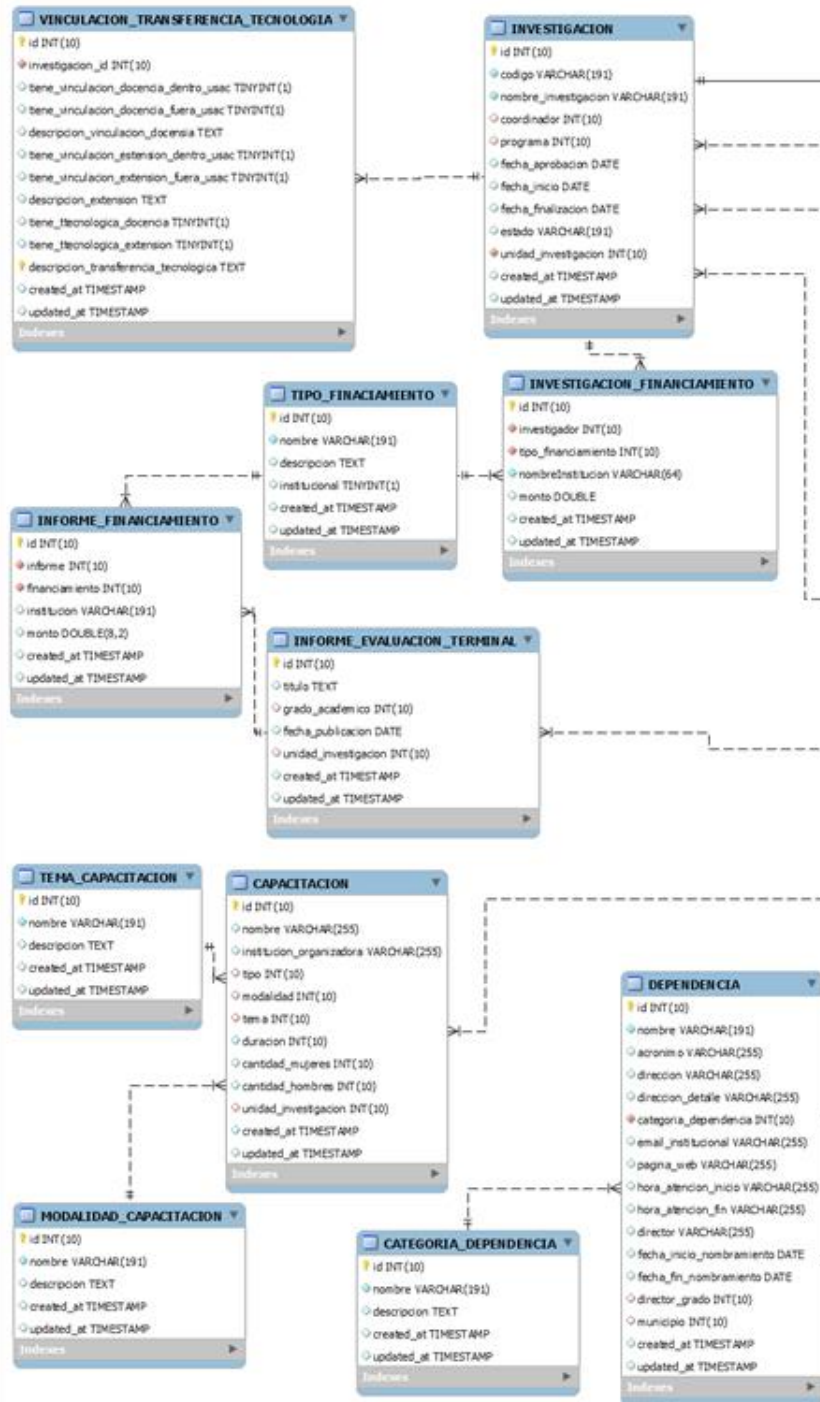 VINCULACION_TRANSFERENCIA_TECNOLOGIA
id INT(10)
investigacion_id INT(10)
tiene_vinculacion_docencia_dentro_usac TINYINT(1)
tiene_vinculacion_docencia_fuera_usac TINYINT(1)
descripcion_vinculacion_docensia TEXT
tiene_vinculacion_estension_dentro_usac TINYINT(1)
tiene_vinculacion_extension_fuera_usac TINYINT(1)
descripcion_extension TEXT
tiene_ttecnologica_docencia TINYINT(1)
tiene_ttecnologica_extension TINYINT(1)
descripcion_transferencia_tecnologica TEXT
created_at TIMESTAMP
updated_at TIMESTAMP
Indexes
INVESTIGACION
id INT(10)
codigo VARCHAR(191)
nombre_investigacion VARCHAR(191)
coordinador INT(10)
programa INT(10)
fecha_aprobacion DATE
fecha_inicio DATE
fecha_finalizacion DATE
estado VARCHAR(191)
unidad_investigacion INT(10)
created_at TIMESTAMP
updated_at TIMESTAMP
Indexes
TIPO_FINACIAMIENTO
id INT(10)
nombre VARCHAR(191)
descripcion TEXT
institucional TINYINT(1)
created_at TIMESTAMP
updated_at TIMESTAMP
Indexes
INVESTIGACION_FINANCIAMIENTO
id INT(10)
investigador INT(10)
tipo_financiamiento INT(10)
nombreInstitucion VARCHAR(64)
monto DOUBLE
created_at TIMESTAMP
updated_at TIMESTAMP
Indexes
INFORME_FINANCIAMIENTO
id INT(10)
informe INT(10)
financiamiento INT(10)
institucion VARCHAR(191)
monto DOUBLE(8,2)
created_at TIMESTAMP
updated_at TIMESTAMP
Indexes
INFORME_EVALUACION_TERMINAL
id INT(10)
titulo TEXT
grado_academico INT(10)
fecha_publicacion DATE
unidad_investigacion INT(10)
created_at TIMESTAMP
updated_at TIMESTAMP
Indexes
TEMA_CAPACITACION
id INT(10)
nombre VARCHAR(191)
descripcion TEXT
created_at TIMESTAMP
updated_at TIMESTAMP
Indexes
CAPACITACION
id INT(10)
nombre VARCHAR(255)
institucion_organizadora VARCHAR(255)
tipo INT(10)
modalidad INT(10)
tema INT(10)
duracion INT(10)
cantidad_mujeres INT(10)
cantidad_hombres INT(10)
unidad_investigacion INT(10)
created_at TIMESTAMP
updated_at TIMESTAMP
Indexes
DEPENDENCIA
id INT(10)
nombre VARCHAR(191)
acronimo VARCHAR(255)
direccion VARCHAR(255)
direccion_detalle VARCHAR(255)
categoria_dependencia INT(10)
email_institucional VARCHAR(255)
pagina_web VARCHAR(255)
hora_atencion_inicio VARCHAR(255)
hora_atencion_fin VARCHAR(255)
director VARCHAR(255)
fecha_inicio_nombramiento DATE
fecha_fin_nombramiento DATE
director_grado INT(10)
municipio INT(10)
created_at TIMESTAMP
updated_at TIMESTAMP
Indexes
MODALIDAD_CAPACITACION
id INT(10)
nombre VARCHAR(191)
descripcion TEXT
created_at TIMESTAMP
updated_at TIMESTAMP
Indexes
CATEGORIA_DEPENDENCIA
id INT(10)
nombre VARCHAR(191)
descripcion TEXT
created_at TIMESTAMP
updated_at TIMESTAMP
Indexes